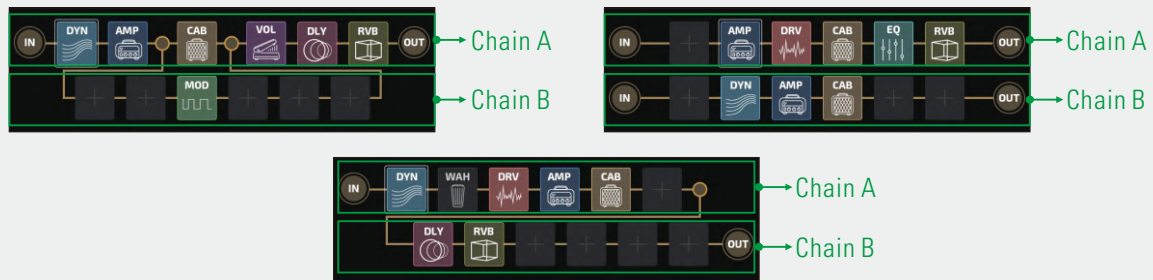 IN DYN AMP CAB VOL DLY RVB OUT Chain A
MOD Chain B
IN AMP DRV CAB EQ RVB OUT Chain A
IN DYN AMP CAB OUT Chain B
IN DYN WAH DRV AMP CAB Chain A
DLY RVB OUT Chain B